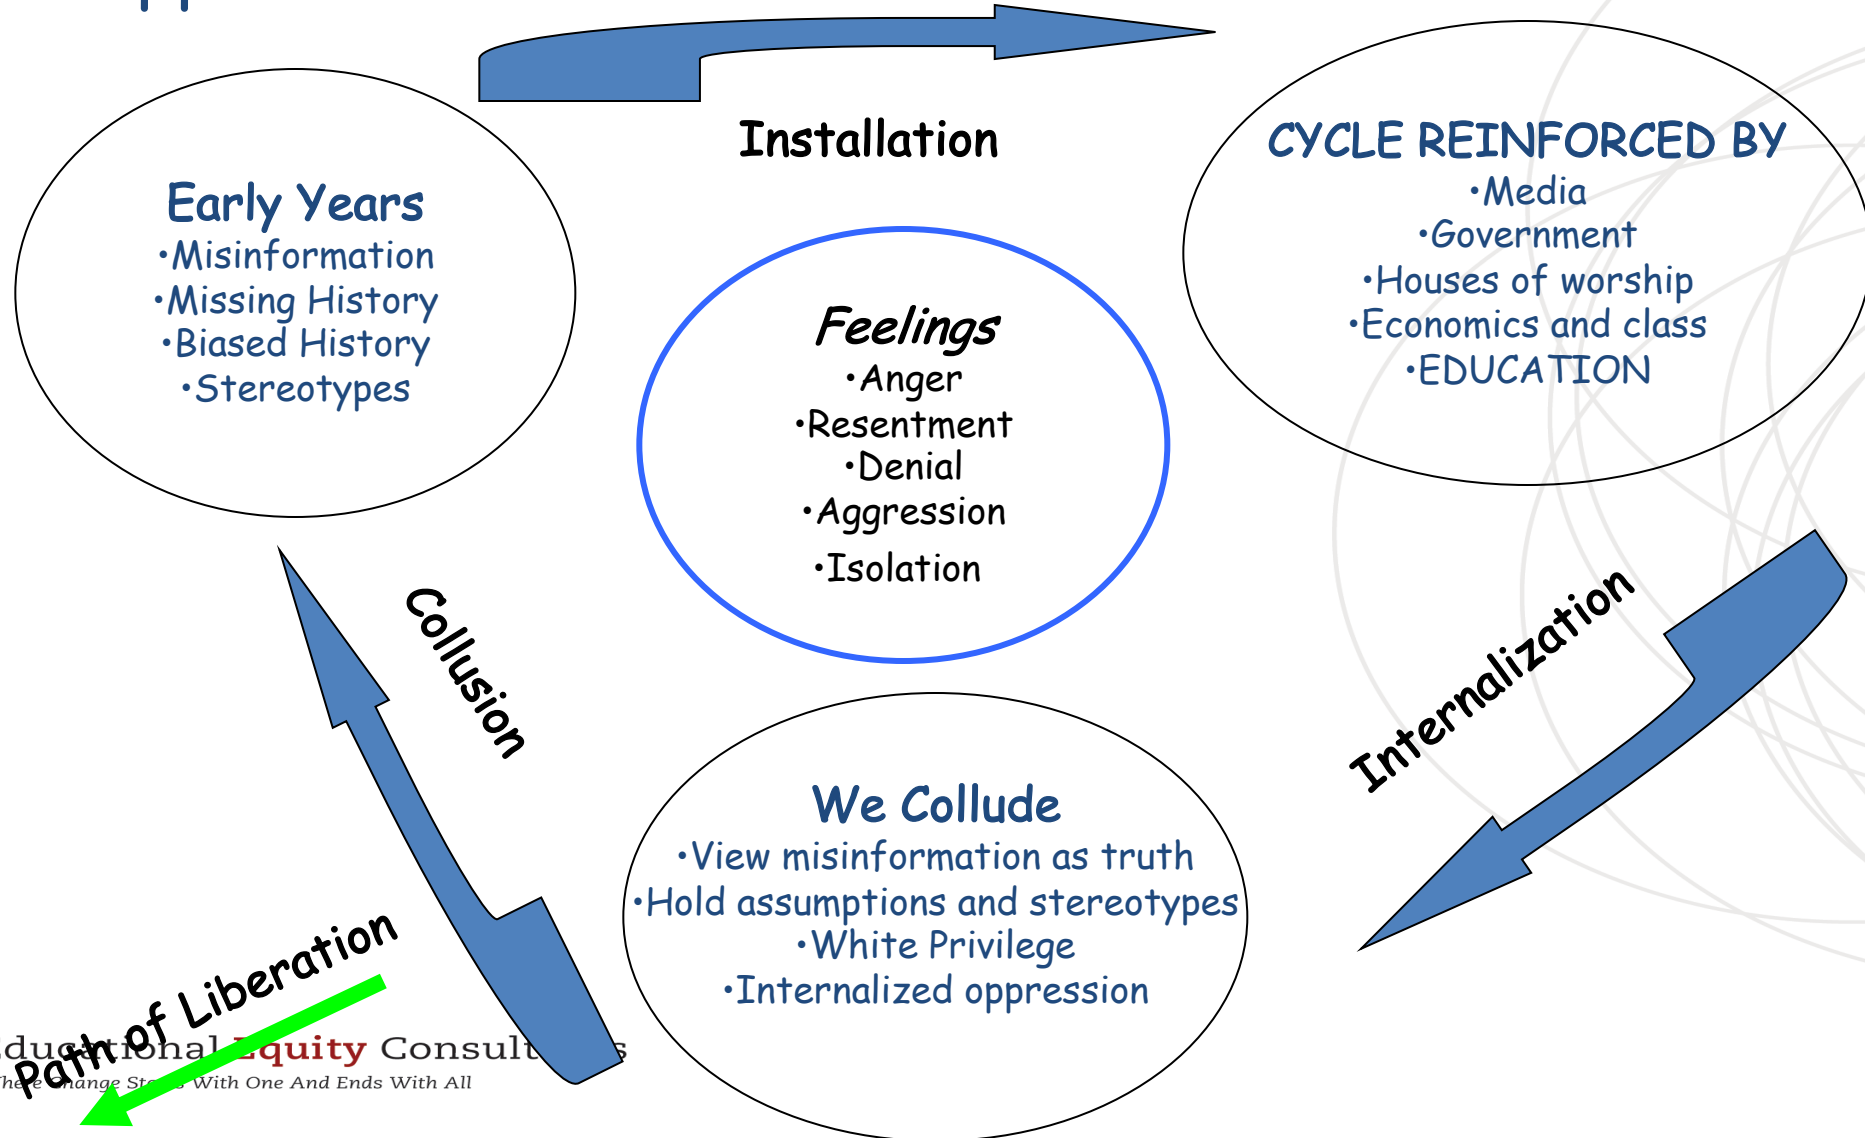 Installation
Early Years
•Misinformation
•Missing History
•Biased History
•Stereotypes
CYCLE REINFORCED BY
•Media
•Government
•Houses of worship
•Economics and class
•EDUCATION
Feelings
•Anger
•Resentment
•Denial
•Aggression
•Isolation
Collusion
Internalization
We Collude
•View misinformation as truth
•Hold assumptions and stereotypes
•White Privilege
•Internalized oppression
Path of Liberation
Equity
With One And Ends With All